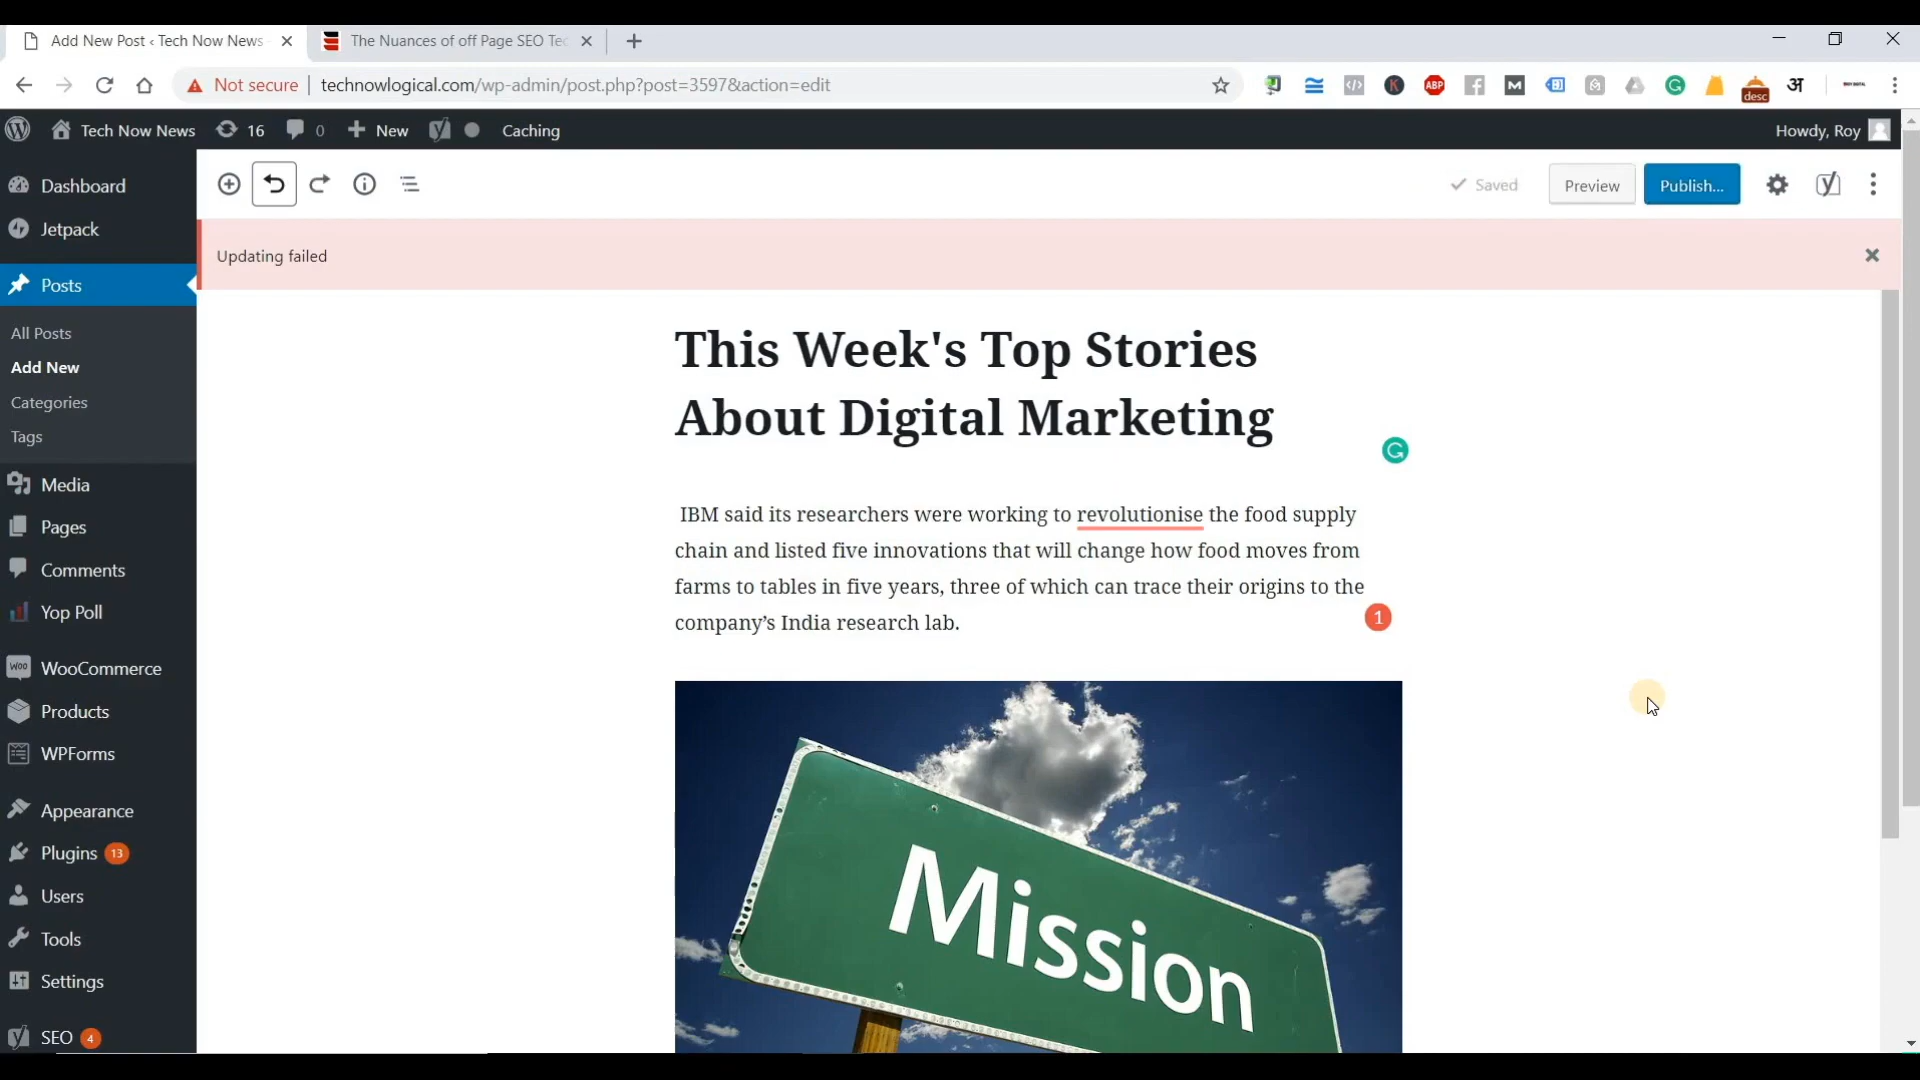 Add New Post ‹ Tech Now News
The Nuances of off Page SEO Tec
Not secure
technowlogical.com/wp-admin/post.php?post=3597&action=edit
ABP
M
desc
अ
Tech Now News
16
0
New
Caching
Howdy, Roy
Dashboard
Jetpack
Posts
All Posts
Add New
Categories
Tags
Media
Pages
Comments
Yop Poll
Woo
WooCommerce
Products
WPForms
Appearance
Plugins 13
Users
Tools
Settings
SEO 4
Saved
Preview
Publish...
Updating failed
This Week's Top Stories
About Digital Marketing
IBM said its researchers were working to revolutionise the food supply
chain and listed five innovations that will change how food moves from
farms to tables in five years, three of which can trace their origins to the
company’s India research lab.
1
Mission